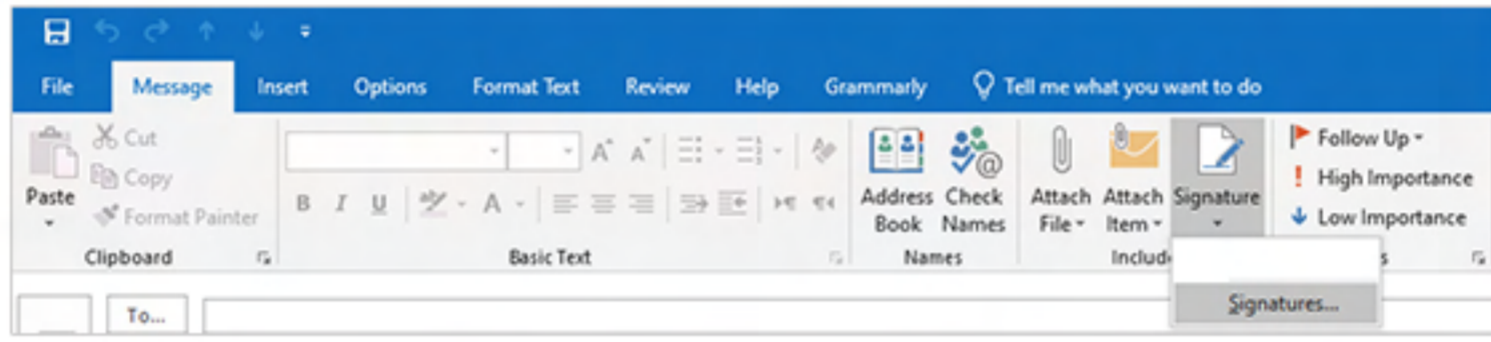 File Message Insert Options Format Text Review Help Grammarly Tell me what you want to do
Cut
Copy
Format Painter
Paste
Clipboard
A A
B I U aby A
Basic Text
Address Book
Check Names
Names
Attach File
Attach Item
Signature
Includ
Follow Up
High Importance
Low Importance
s
Signatures...
To...